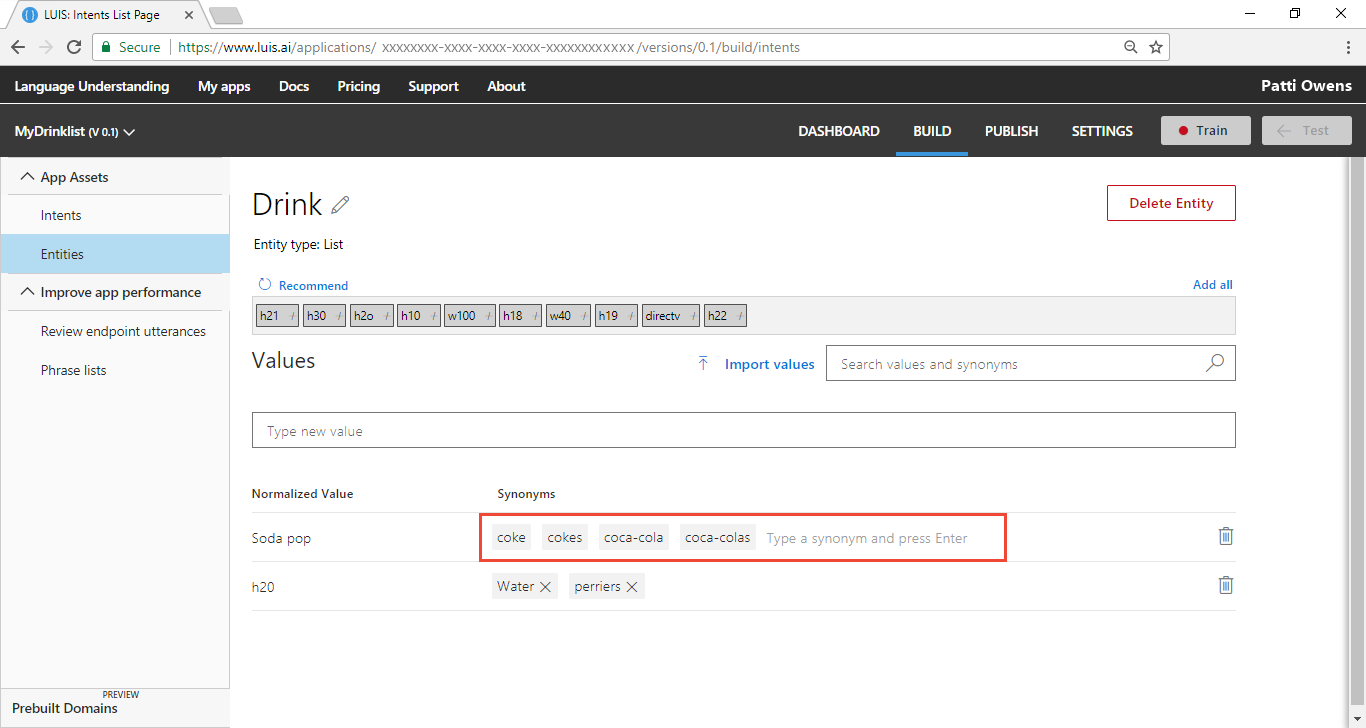 LUIS: Intents List Page
Secure https://www.luis.ai/applications/ xxxxxxxx-xxxx-xxxx-xxxx-xxxxxxxxxxxx/versions/0.1/build/intents
Language Understanding My apps Docs Pricing Support About Patti Owens
MyDrinklist (V 0.1) DASHBOARD BUILD PUBLISH SETTINGS Train Test
App Assets
Intents
Entities
Improve app performance
Review endpoint utterances
Phrase lists
PREVIEW
Prebuilt Domains
Drink
Delete Entity
Entity type: List
Recommend Add all
h21 h30 h2o h10 w100 h18 w40 h19 directv h22
Values Import values Search values and synonyms
Type new value
Normalized Value Synonyms
Soda pop coke cokes coca-cola coca-colas Type a synonym and press Enter
h20 Water perriers